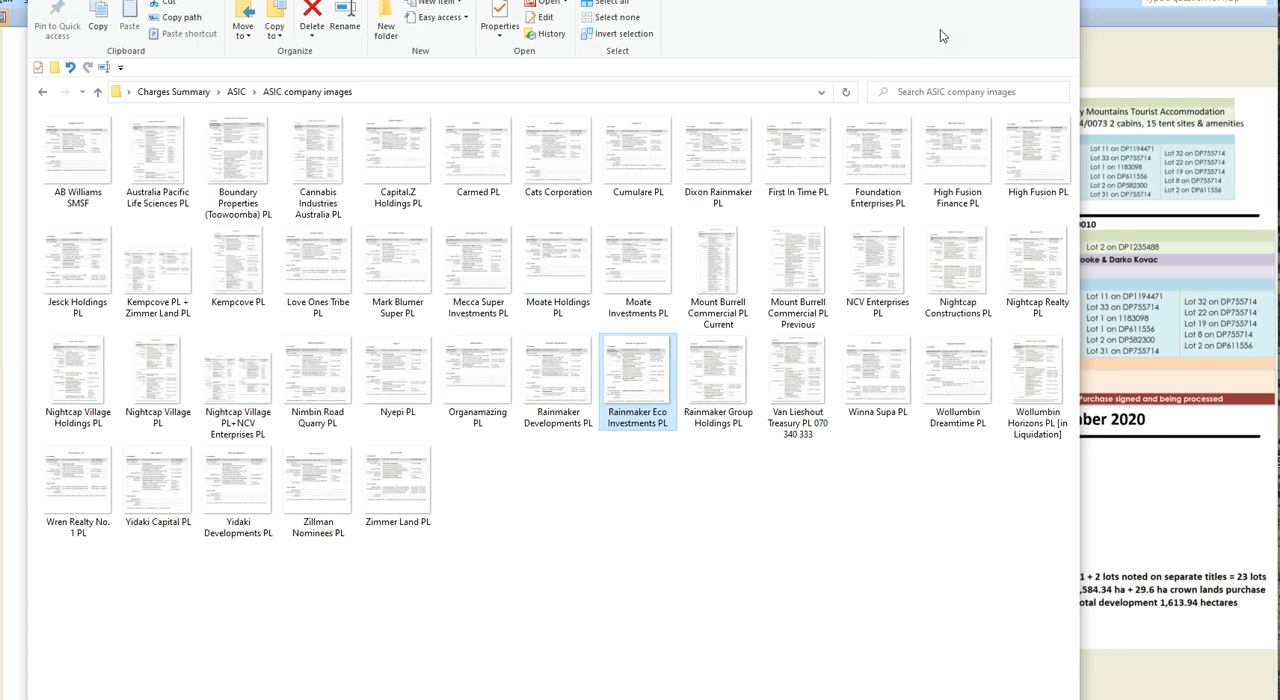 Pin to Quick
access
Copy
Paste
Cut
Copy path
Paste shortcut
Clipboard
Move
to
Copy
to
Delete
Rename
Organize
New
folder
New item
Easy access
New
Properties
Open
Edit
History
Open
Select all
Select none
Invert selection
Select
Charges Summary > ASIC > ASIC company images
Search ASIC company images
AB Williams
SMSF
Australia Pacific
Life Sciences PL
Boundary
Properties
(Toowoomba) PL
Cannabis
Industries
Australia PL
Capital.Z
Holdings PL
Carmed PL
Cats Corporation
Cumulare PL
Dixon Rainmaker
PL
First In Time PL
Foundation
Enterprises PL
High Fusion
Finance PL
High Fusion PL
Jesck Holdings
PL
Kempcove PL +
Zimmer Land PL
Kempcove PL
Love Ones Tribe
PL
Mark Blumer
Super PL
Mecca Super
Investments PL
Moate Holdings
PL
Moate
Investments PL
Mount Burrell
Commercial PL
Current
Mount Burrell
Commercial PL
Previous
NCV Enterprises
PL
Nightcap
Constructions PL
Nightcap Realty
PL
Nightcap Village
Holdings PL
Nightcap Village
PL
Nightcap Village
PL+NCV
Enterprises PL
Nimbin Road
Quarry PL
Nyepi PL
Organamazing
PL
Rainmaker
Developments PL
Rainmaker Eco
Investments PL
Rainmaker Group
Holdings PL
Van Lieshout
Treasury PL 070
340 333
Winna Supa PL
Wollumbin
Dreamtime PL
Wollumbin
Horizons PL [in
Liquidation]
Wren Realty No.
1 PL
Yidaki Capital PL
Yidaki
Developments PL
Zillman
Nominees PL
Zimmer Land PL
y Mountains Tourist Accommodation
4/0073 2 cabins, 15 tent sites & amenities
Lot 11 on DP1194471
Lot 33 on DP755714
Lot 1 on 1183098
Lot 1 on DP611556
Lot 2 on DP582300
Lot 31 on DP755714
Lot 32 on DP755714
Lot 22 on DP755714
Lot 19 on DP755714
Lot 8 on DP755714
Lot 2 on DP611556
010
Lot 2 on DP1235488
ooke & Darko Kovac
Lot 11 on DP1194471
Lot 33 on DP755714
Lot 1 on 1183098
Lot 1 on DP611556
Lot 2 on DP582300
Lot 31 on DP755714
Lot 32 on DP755714
Lot 22 on DP755714
Lot 19 on DP755714
Lot 8 on DP755714
Lot 2 on DP611556
Purchase signed and being processed
ber 2020
1 + 2 lots noted on separate titles = 23 lots
,584.34 ha + 29.6 ha crown lands purchase
otal development 1,613.94 hectares